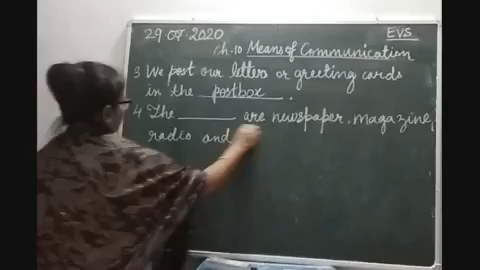 29.07.2020
EVS
Ch.10 Means of Communication
3 We post our letters or greeting cards
in the postbox.
4 The ______ are newspaper, magazine,
radio and